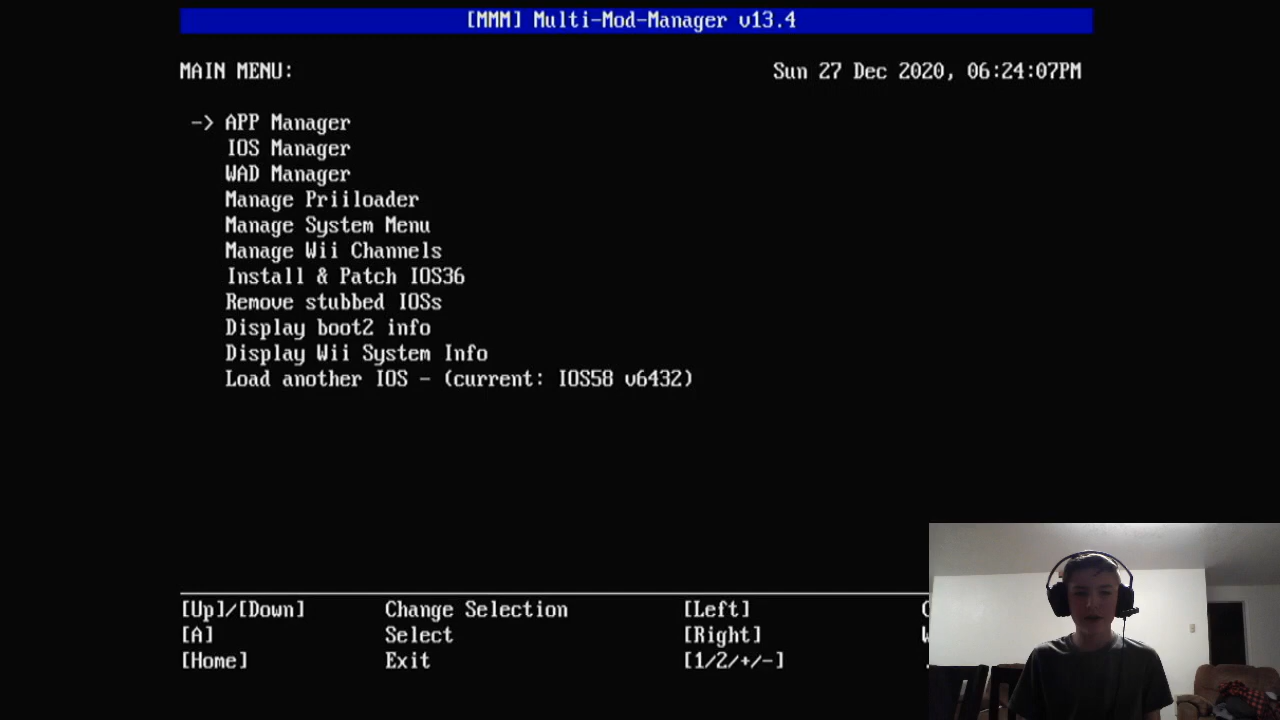 [MMM] Multi-Mod-Manager v13.4
MAIN MENU: Sun 27 Dec 2020, 06:24:07PM
-> APP Manager
IOS Manager
WAD Manager
Manage Priiloader
Manage System Menu
Manage Wii Channels
Install & Patch IOS36
Remove stubbed IOSs
Display boot2 info
Display Wii System Info
Load another IOS - (current: IOS58 v6432)
[Up]/[Down] Change Selection [Left]
[A] Select [Right]
[Home] Exit [1/2/+/-]